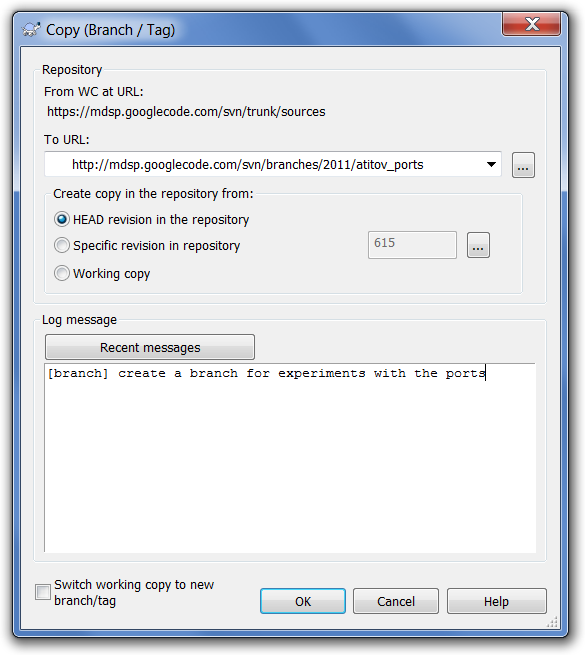 Copy (Branch / Tag)
Repository
From WC at URL:
https://mdsp.googlecode.com/svn/trunk/sources
To URL:
http://mdsp.googlecode.com/svn/branches/2011/atitov_ports
...
Create copy in the repository from:
HEAD revision in the repository
Specific revision in repository
615
...
Working copy
Log message
Recent messages
[branch] create a branch for experiments with the ports
Switch working copy to new
branch/tag
OK
Cancel
Help